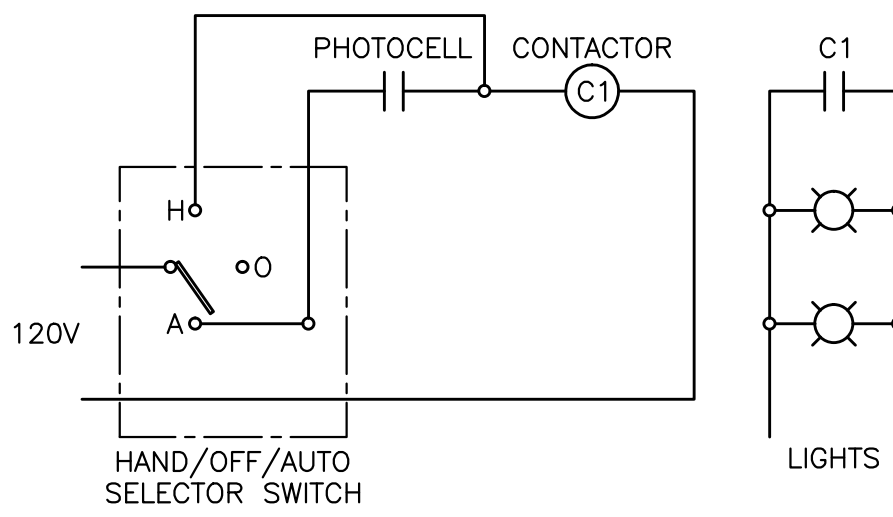 PHOTOCELL
CONTACTOR
C1
C1
H
O
A
120V
HAND/OFF/AUTO
SELECTOR SWITCH
LIGHTS